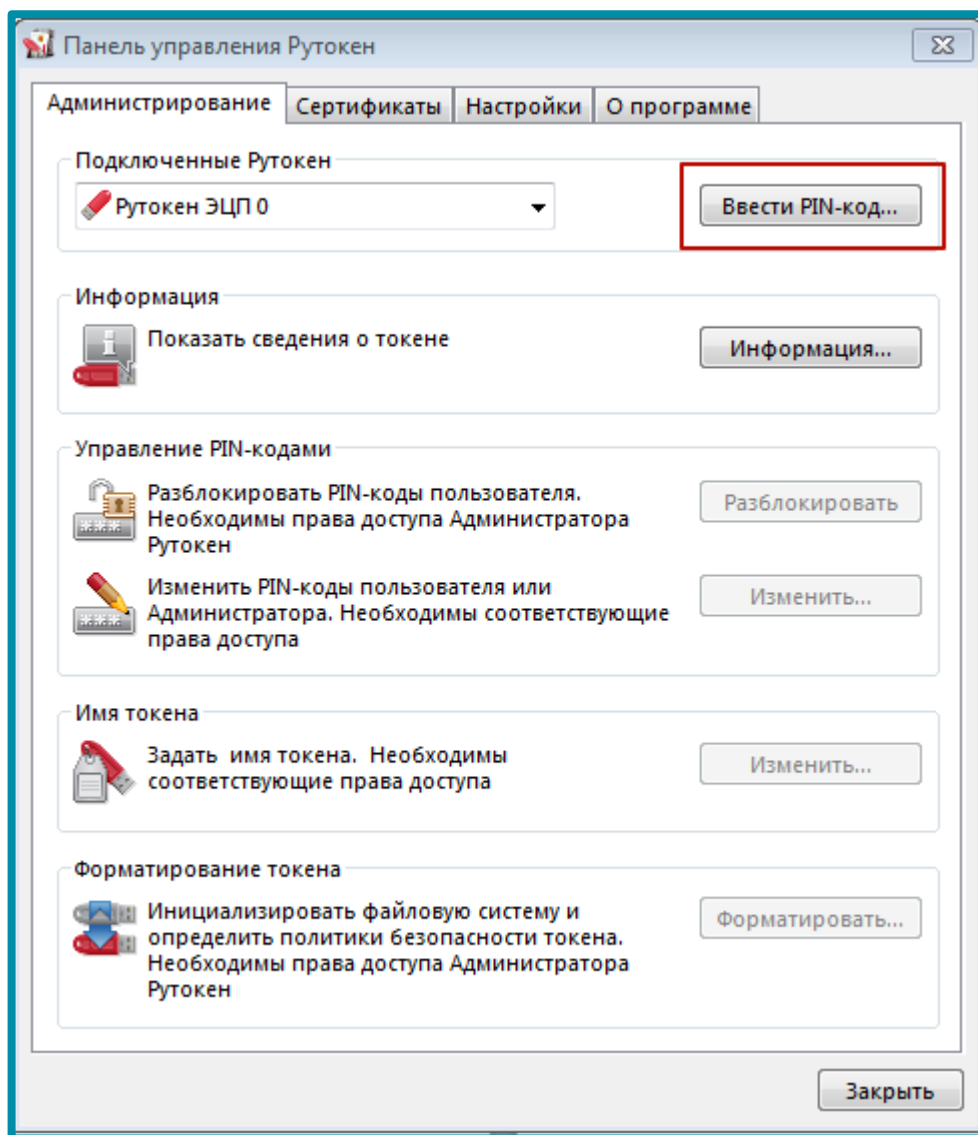 Панель управления Рутокен
Администрирование Сертификаты Настройки О программе
Подключенные Рутокен
Рутокен ЭЦП 0 Ввести PIN-код...
Информация
Показать сведения о токене Информация...
Управление PIN-кодами
Разблокировать PIN-коды пользователя. Разблокировать
Необходимы права доступа Администратора
Рутокен
Изменить PIN-коды пользователя или Изменить...
Администратора. Необходимы соответствующие
права доступа
Имя токена
Задать имя токена. Необходимы Изменить...
соответствующие права доступа
Форматирование токена
Инициализировать файловую систему и Форматировать...
определить политики безопасности токена.
Необходимы права доступа Администратора
Рутокен
Закрыть